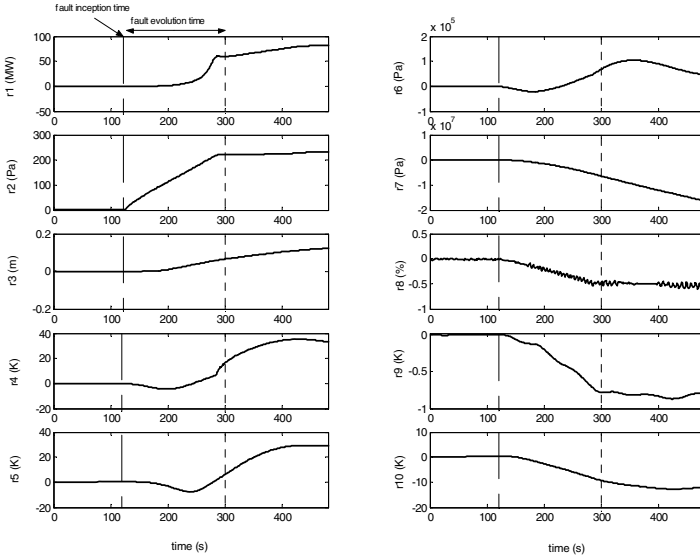 fault inception time
fault evolution time
100
50
0
50
0 100 200 300 400
r1 (MW)
300
200
100
0
0 100 200 300 400
r2 (Pa)
0.2
0
-0.2
0 100 200 300 400
r3 (m)
40
20
0
-20
0 100 200 300 400
r4 (K)
40
20
0
-20
0 100 200 300 400
r5 (K)
time (s)
x 10^5
2
1
0
-1
0 100 200 300 400
r6 (Pa)
x 10^7
1
0
-1
-2
0 100 200 300 400
r7 (Pa)
0.5
0
-0.5
-1
0 100 200 300 400
r8 (%)
0
-0.5
-1
0 100 200 300 400
r9 (K)
10
0
-10
-20
0 100 200 300 400
r10 (K)
time (s)